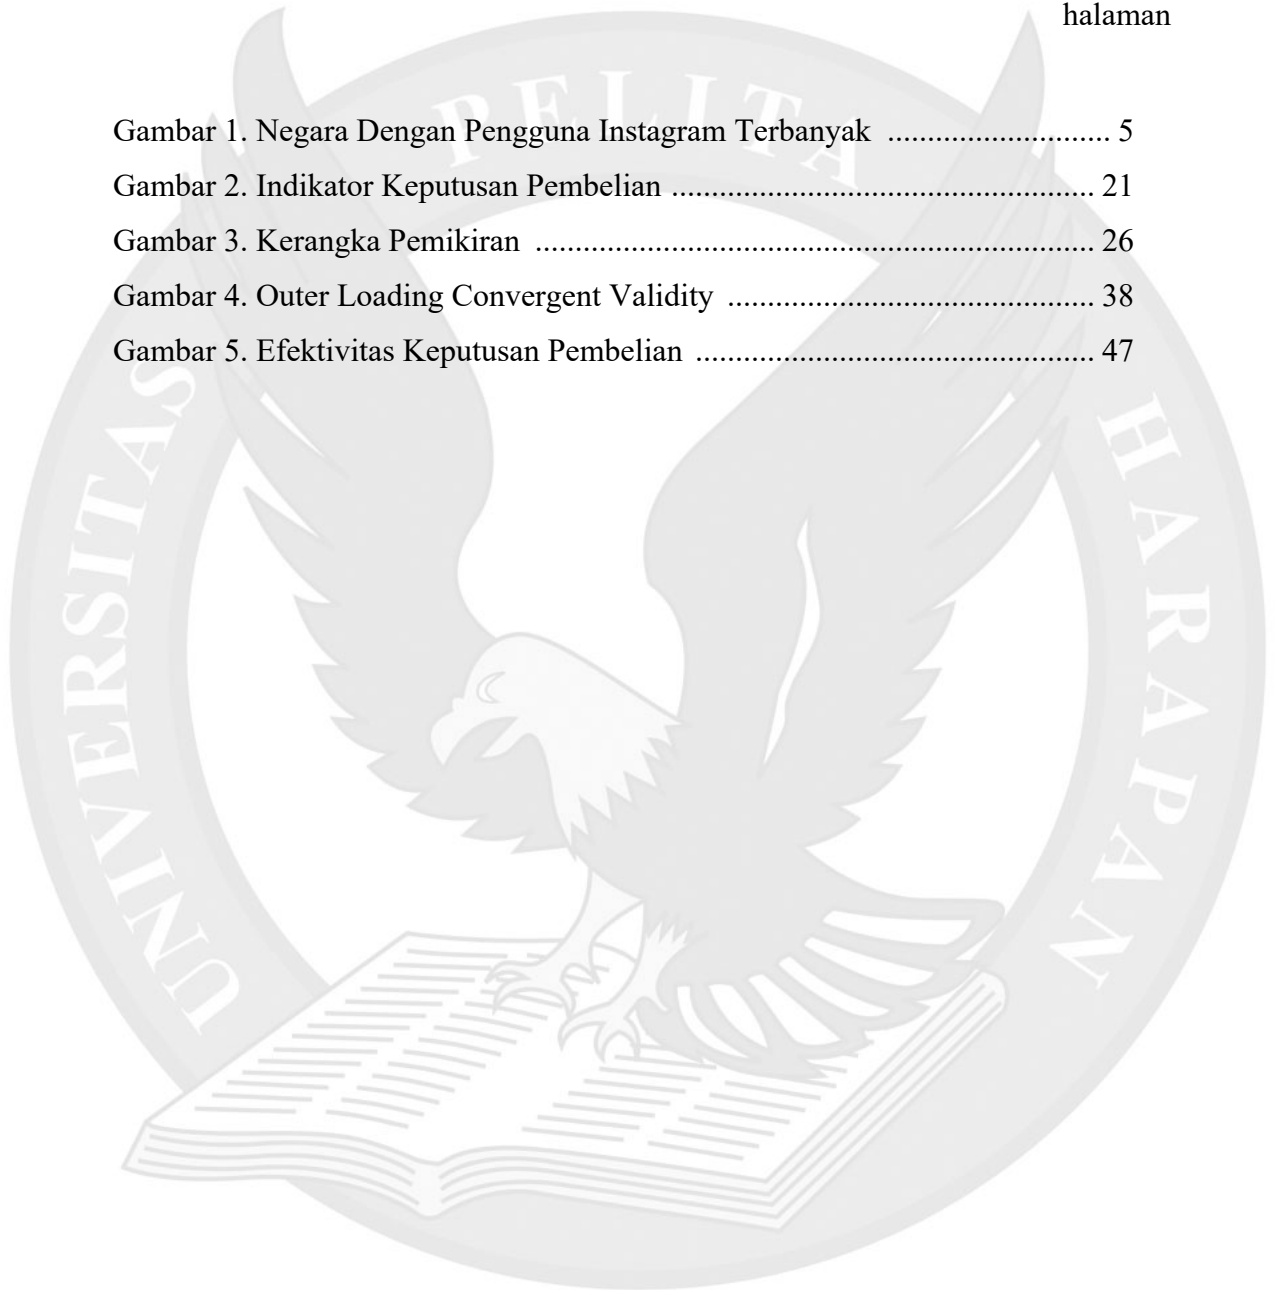 halaman
Gambar 1. Negara Dengan Pengguna Instagram Terbanyak ............................ 5
Gambar 2. Indikator Keputusan Pembelian ..................................................... 21
Gambar 3. Kerangka Pemikiran ...................................................................... 26
Gambar 4. Outer Loading Convergent Validity .............................................. 38
Gambar 5. Efektivitas Keputusan Pembelian .................................................. 47
UNIVERSITAS PELITA HARAPAN